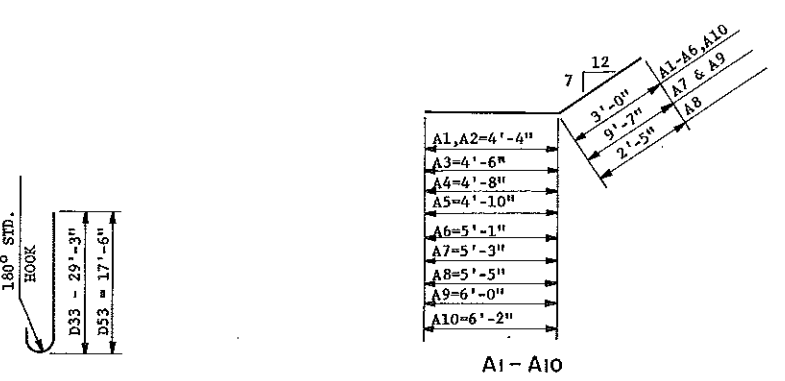 12
7
A1-A6,A10
A7 & A9
A8
3'-0"
9'-7"
2'-5"
A1,A2=4'-4"
A3=4'-6"
A4=4'-8"
A5=4'-10"
A6=5'-1"
A7=5'-3"
A8=5'-5"
A9=6'-0"
A10=6'-2"
A1-A10
180° STD.
HOOK
D33 - 29'-3"
D53 = 17'-6"